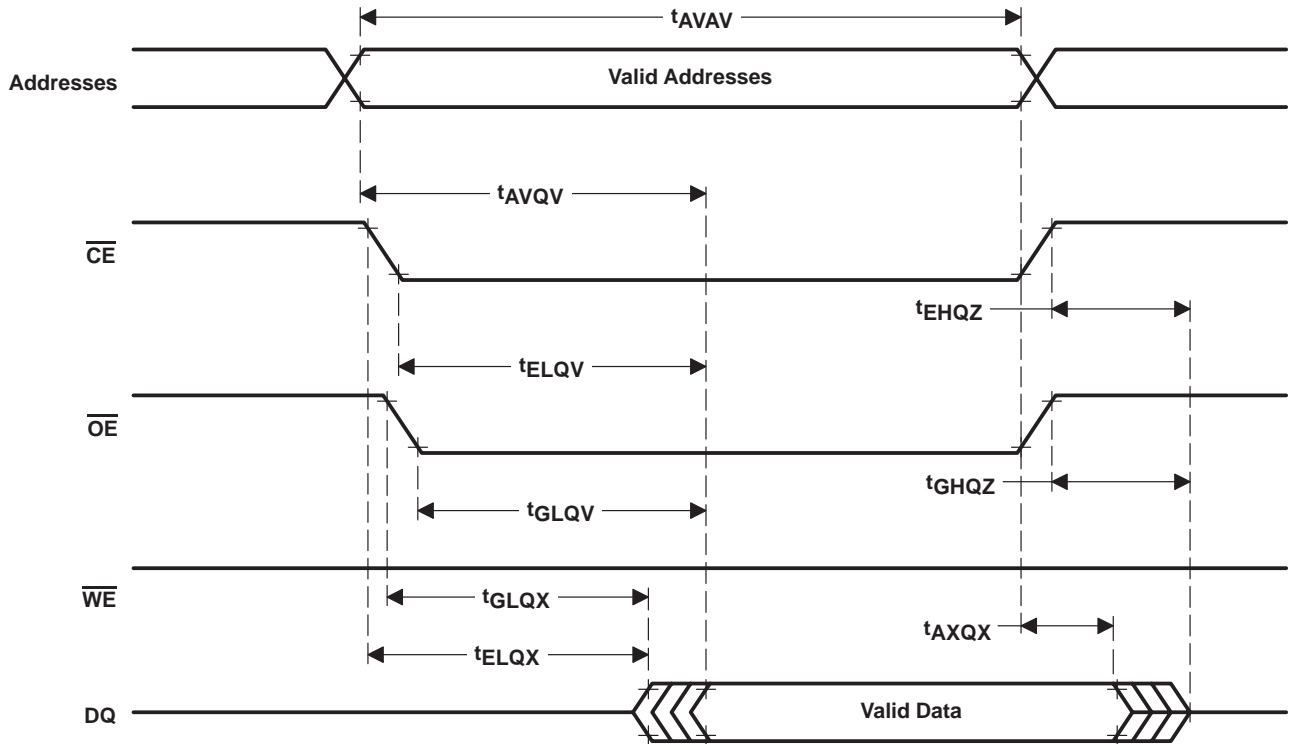 tAVAV
Addresses
Valid Addresses
tAVQV
CE
tEHQZ
tELQV
OE
tGHQZ
tGLQV
WE
tGLQX
tAXQX
tELQX
DQ
Valid Data